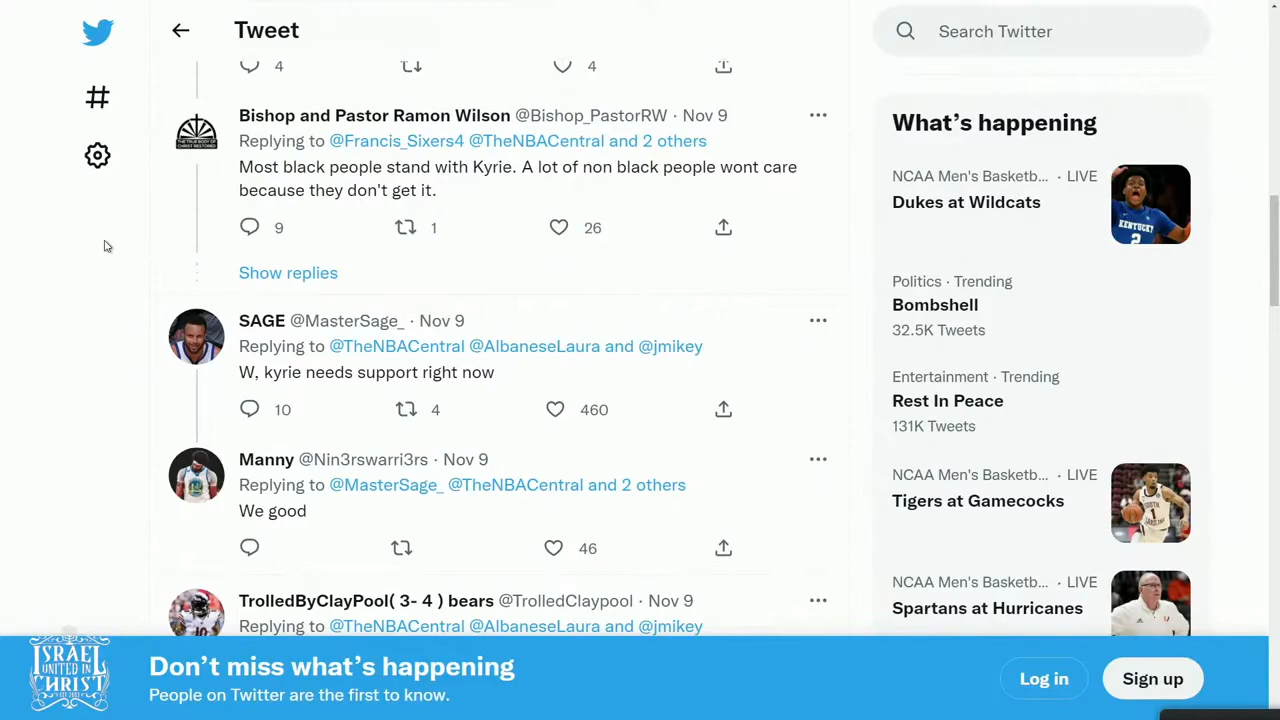 Tweet
Search Twitter
4
4
Bishop and Pastor Ramon Wilson @Bishop_PastorRW · Nov 9
Replying to @Francis_Sixers4 @TheNBACentral and 2 others
Most black people stand with Kyrie. A lot of non black people wont care
because they don't get it.
9
1
26
Show replies
SAGE @MasterSage_ · Nov 9
Replying to @TheNBACentral @AlbaneseLaura and @jmikey
W, kyrie needs support right now
10
4
460
Manny @Nin3rswarri3rs · Nov 9
Replying to @MasterSage_ @TheNBACentral and 2 others
We good
46
TrolledByClayPool( 3- 4 ) bears @TrolledClaypool · Nov 9
Replying to @TheNBACentral @AlbaneseLaura and @jmikey
What's happening
NCAA Men's Basketb... · LIVE
Dukes at Wildcats
KENTUCKY
2
Politics · Trending
Bombshell
32.5K Tweets
Entertainment · Trending
Rest In Peace
131K Tweets
NCAA Men's Basketb... · LIVE
Tigers at Gamecocks
1
NCAA Men's Basketb... · LIVE
Spartans at Hurricanes
ISRAEL
UNITED IN
CHRIST
Don't miss what's happening
People on Twitter are the first to know.
Log in
Sign up